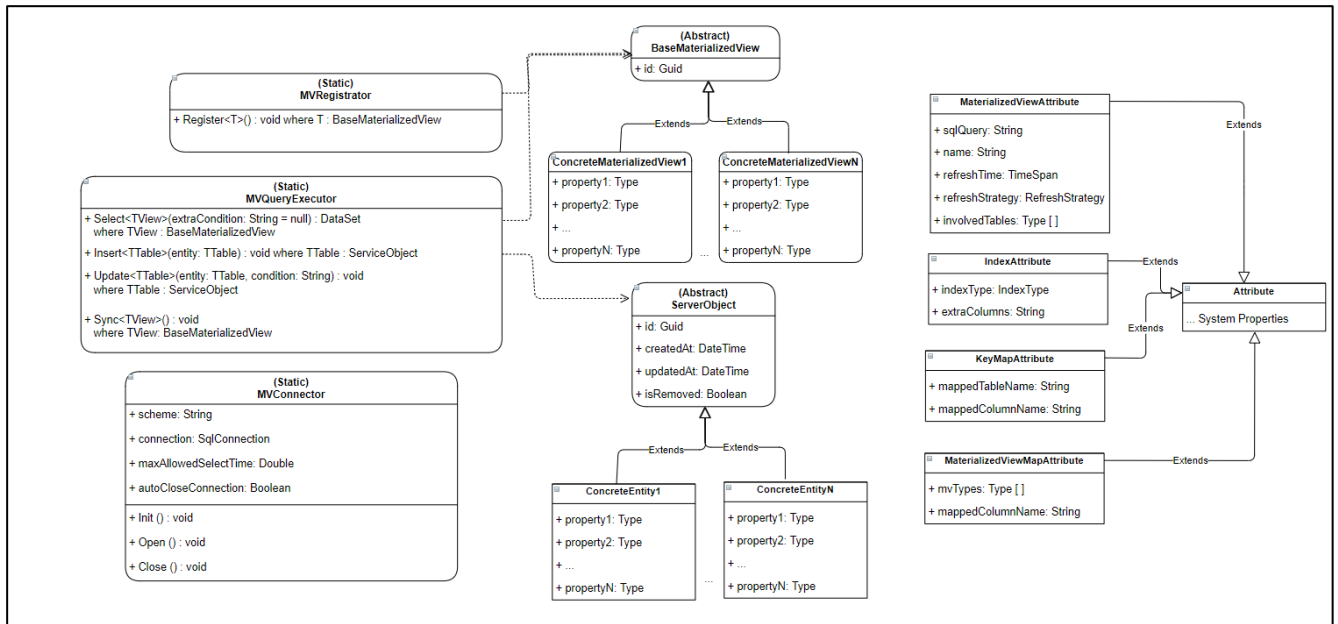 (Abstract)
BaseMaterializedView
+ id: Guid
(Static)
MVRegistrator
+ Register<T>() : void where T : BaseMaterializedView
Extends
Extends
ConcreteMaterializedView1
+ property1: Type
+ property2: Type
+ ...
+ propertyN: Type
...
ConcreteMaterializedViewN
+ property1: Type
+ property2: Type
+ ...
+ propertyN: Type
(Static)
MVQueryExecutor
+ Select<TView>(extraCondition: String = null) : DataSet
where TView : BaseMaterializedView
+ Insert<TTable>(entity: TTable) : void where TTable : ServiceObject
+ Update<TTable>(entity: TTable, condition: String) : void
where TTable : ServiceObject
+ Sync<TView>() : void
where TView: BaseMaterializedView
(Abstract)
ServerObject
+ id: Guid
+ createdAt: DateTime
+ updatedAt: DateTime
+ isRemoved: Boolean
(Static)
MVConnector
+ scheme: String
+ connection: SqlConnection
+ maxAllowedSelectTime: Double
+ autoCloseConnection: Boolean
+ Init () : void
+ Open () : void
+ Close () : void
Extends
Extends
ConcreteEntity1
+ property1: Type
+ property2: Type
+ ...
+ propertyN: Type
...
ConcreteEntityN
+ property1: Type
+ property2: Type
+ ...
+ propertyN: Type
MaterializedViewAttribute
+ sqlQuery: String
+ name: String
+ refreshTime: TimeSpan
+ refreshStrategy: RefreshStrategy
+ involvedTables: Type [ ]
Extends
IndexAttribute
+ indexType: IndexType
+ extraColumns: String
Extends
Attribute
... System Properties
Extends
KeyMapAttribute
+ mappedTableName: String
+ mappedColumnName: String
MaterializedViewMapAttribute
+ mvTypes: Type [ ]
+ mappedColumnName: String
Extends